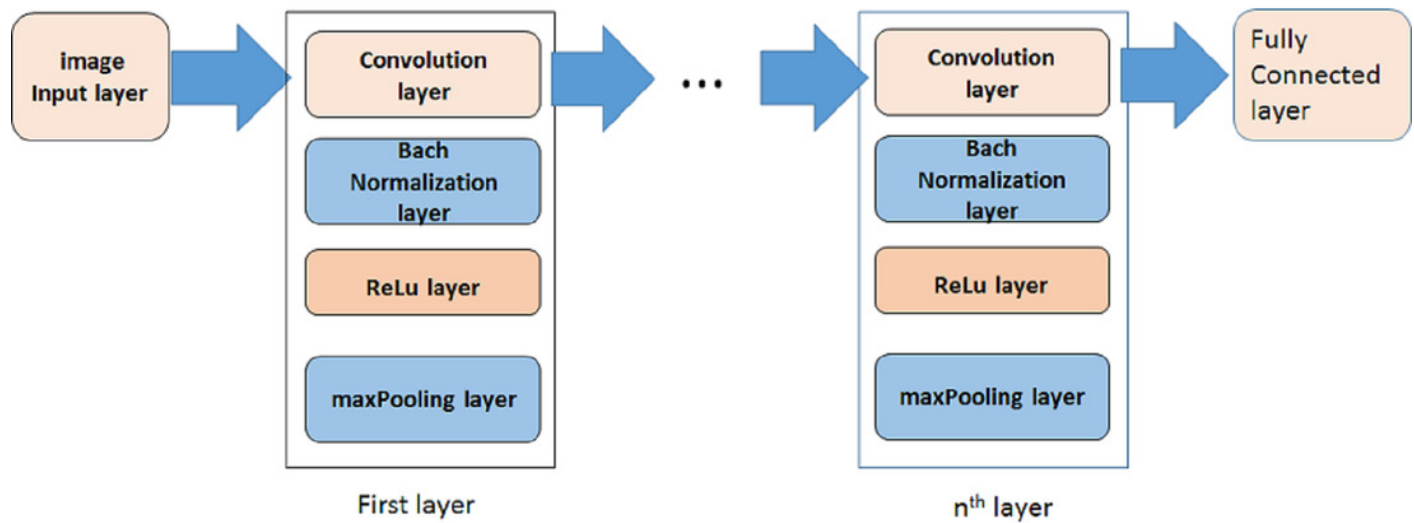 image
Input layer
Convolution
layer
Bach
Normalization
layer
ReLu layer
maxPooling layer
First layer
...
Convolution
layer
Bach
Normalization
layer
ReLu layer
maxPooling layer
nth layer
Fully
Connected
layer